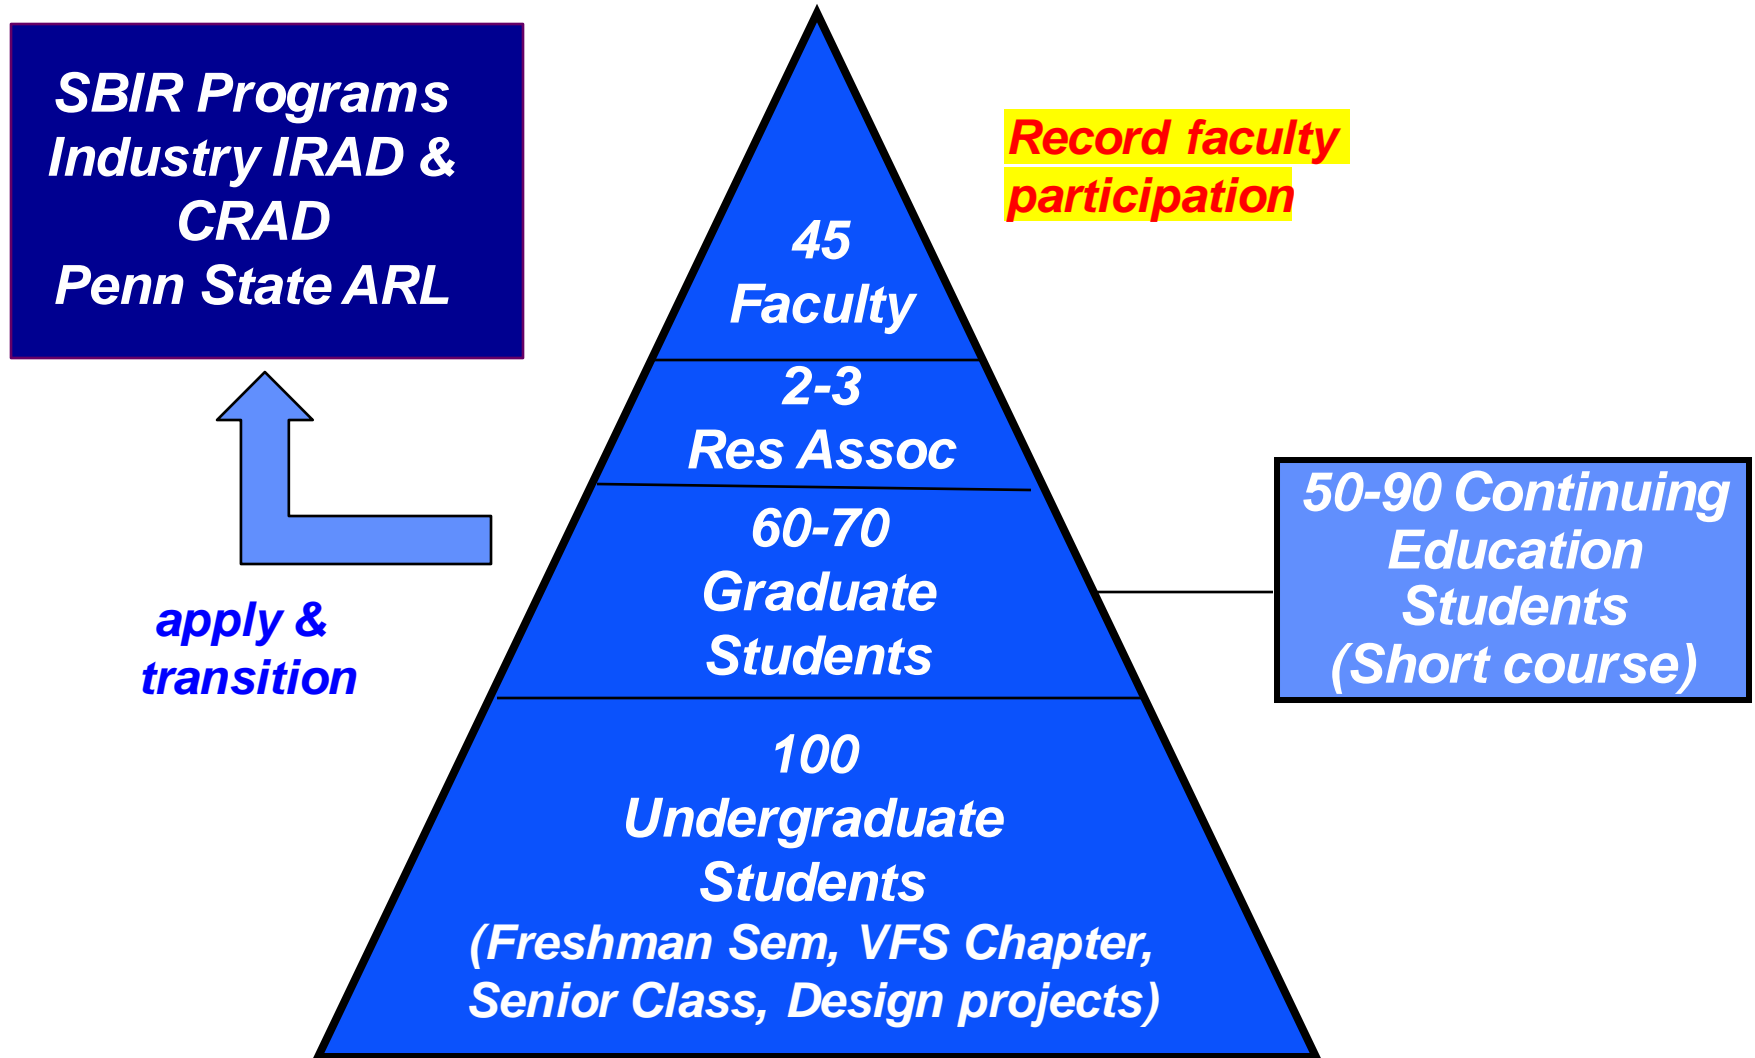 SBIR Programs
Industry IRAD &
CRAD
Penn State ARL
Record faculty
participation
45
Faculty
2-3
Res Assoc
60-70
Graduate
Students
50-90 Continuing
Education
Students
(Short course)
apply &
transition
100
Undergraduate
Students
(Freshman Sem, VFS Chapter,
Senior Class, Design projects)